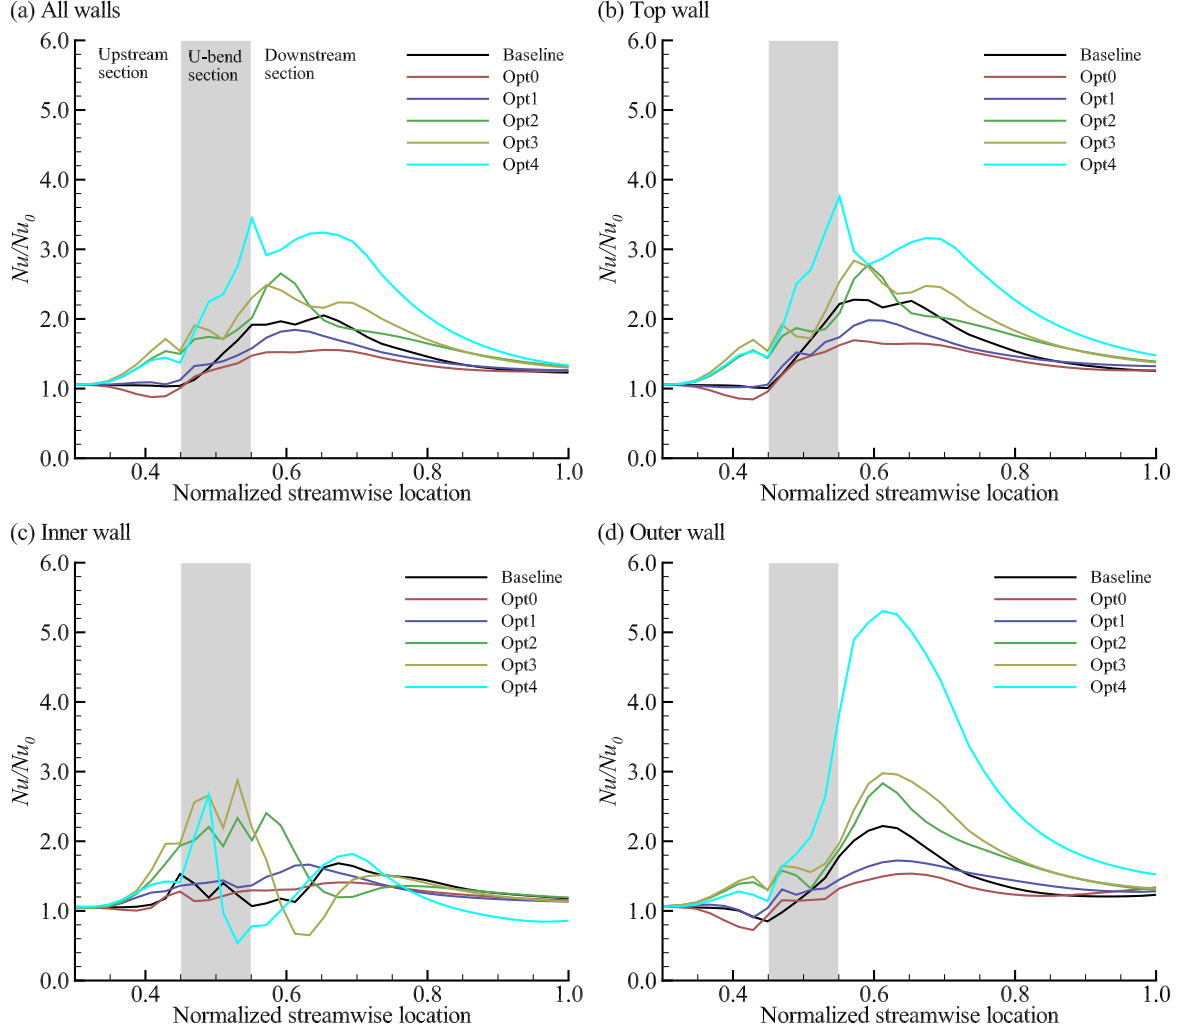 (a) All walls
6.0
5.0
4.0
3.0
2.0
1.0
0.0
Nu/Nu0
Upstream
section
U-bend
section
Downstream
section
Baseline
Opt0
Opt1
Opt2
Opt3
Opt4
0.4
0.6
0.8
1.0
Normalized streamwise location
(b) Top wall
6.0
5.0
4.0
3.0
2.0
1.0
0.0
Nu/Nu0
Baseline
Opt0
Opt1
Opt2
Opt3
Opt4
0.4
0.6
0.8
1.0
Normalized streamwise location
(c) Inner wall
6.0
5.0
4.0
3.0
2.0
1.0
0.0
Nu/Nu0
Baseline
Opt0
Opt1
Opt2
Opt3
Opt4
0.4
0.6
0.8
1.0
Normalized streamwise location
(d) Outer wall
6.0
5.0
4.0
3.0
2.0
1.0
0.0
Nu/Nu0
Baseline
Opt0
Opt1
Opt2
Opt3
Opt4
0.4
0.6
0.8
1.0
Normalized streamwise location